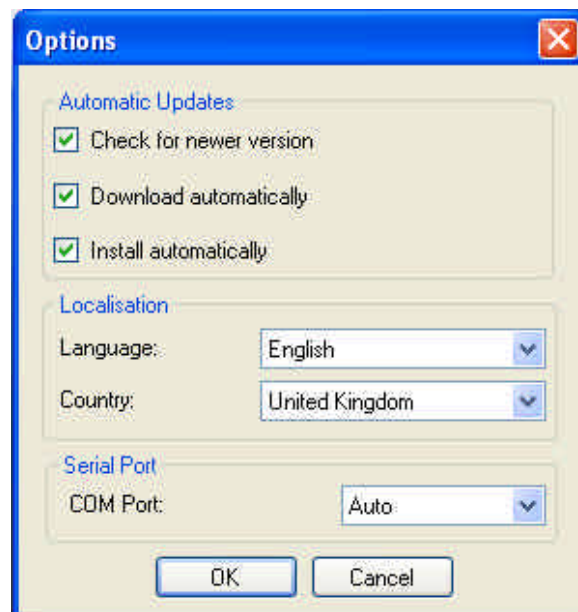 Options
Automatic Updates
Check for newer version
Download automatically
Install automatically
Localisation
Language: English
Country: United Kingdom
Serial Port
COM Port: Auto
OK Cancel